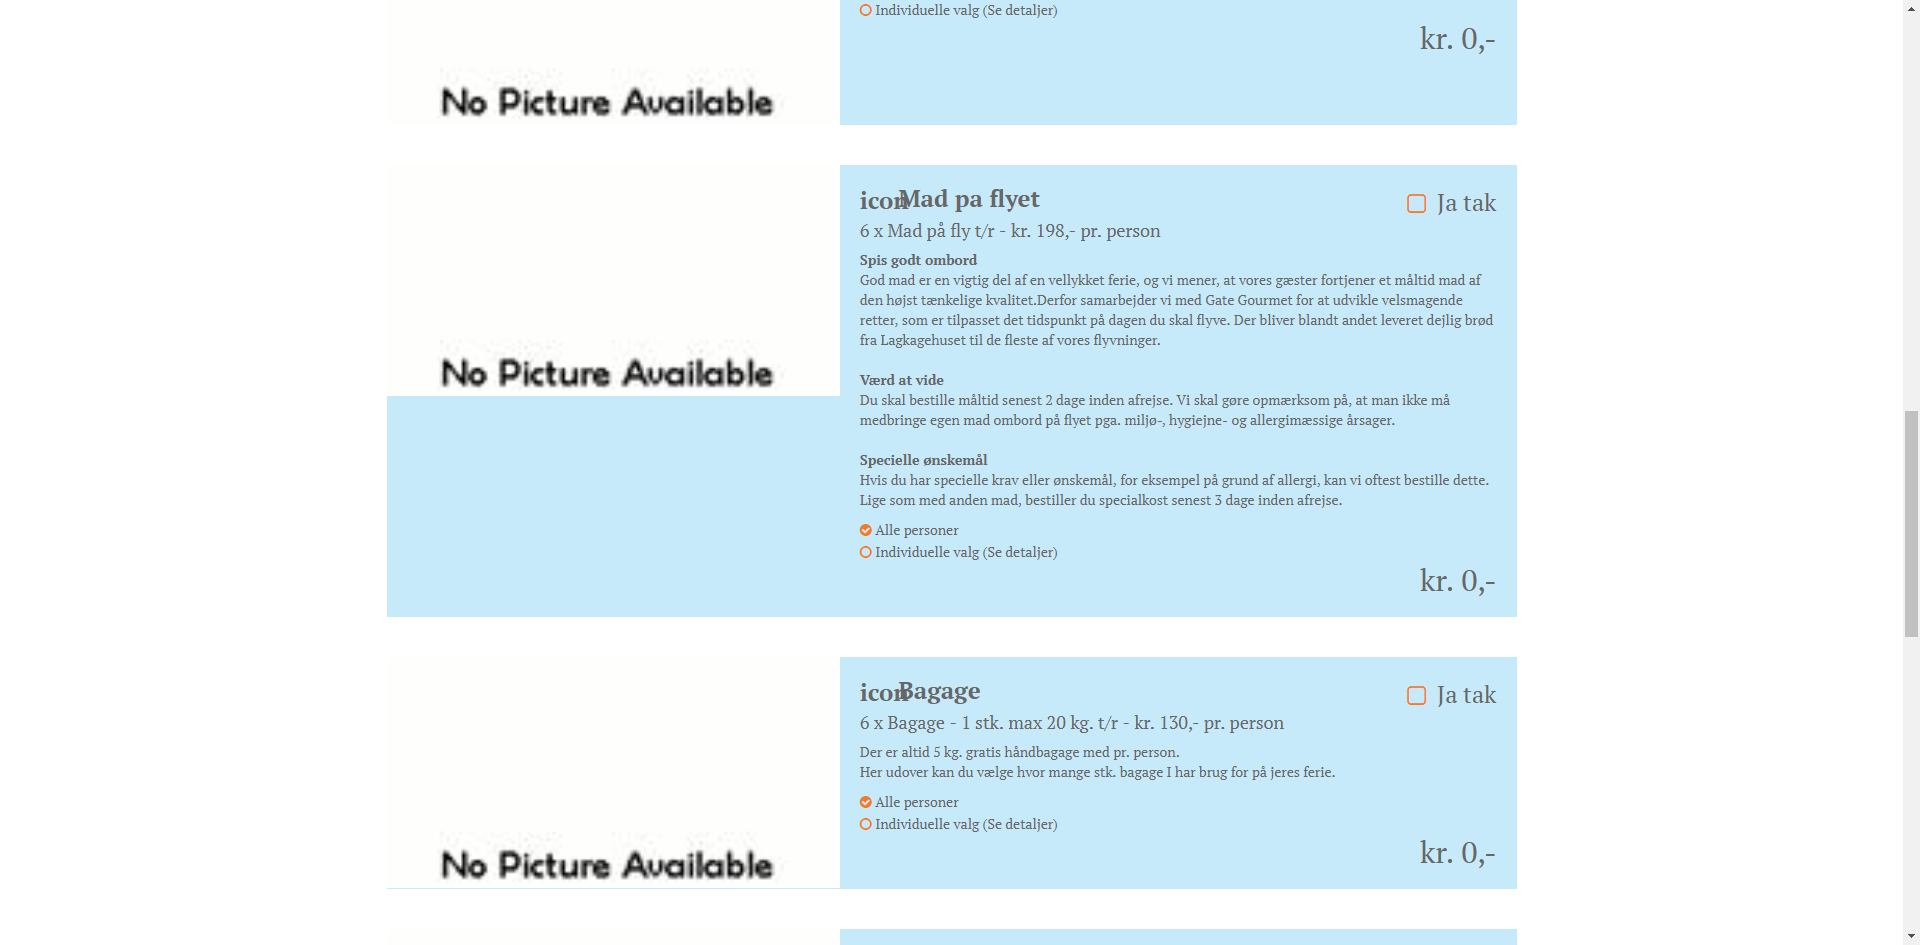 Individuelle valg (Se detaljer)
kr. 0,-
No Picture Available
icon Mad pa flyet
Ja tak
6 x Mad på fly t/r - kr. 198,- pr. person
Spis godt ombord
God mad er en vigtig del af en vellykket ferie, og vi mener, at vores gæster fortjener et måltid mad af
den højst tænkelige kvalitet.Derfor samarbejder vi med Gate Gourmet for at udvikle velsmagende
retter, som er tilpasset det tidspunkt på dagen du skal flyve. Der bliver blandt andet leveret dejlig brød
fra Lagkagehuset til de fleste af vores flyvninger.
No Picture Available
Værd at vide
Du skal bestille måltid senest 2 dage inden afrejse. Vi skal gøre opmærksom på, at man ikke må
medbringe egen mad ombord på flyet pga. miljø-, hygiejne- og allergimæssige årsager.
Specielle ønskemål
Hvis du har specielle krav eller ønskemål, for eksempel på grund af allergi, kan vi oftest bestille dette.
Lige som med anden mad, bestiller du specialkost senest 3 dage inden afrejse.
Alle personer
Individuelle valg (Se detaljer)
kr. 0,-
icon Bagage
Ja tak
6 x Bagage - 1 stk. max 20 kg. t/r - kr. 130,- pr. person
Der er altid 5 kg. gratis håndbagage med pr. person.
Her udover kan du vælge hvor mange stk. bagage I har brug for på jeres ferie.
Alle personer
Individuelle valg (Se detaljer)
kr. 0,-
No Picture Available